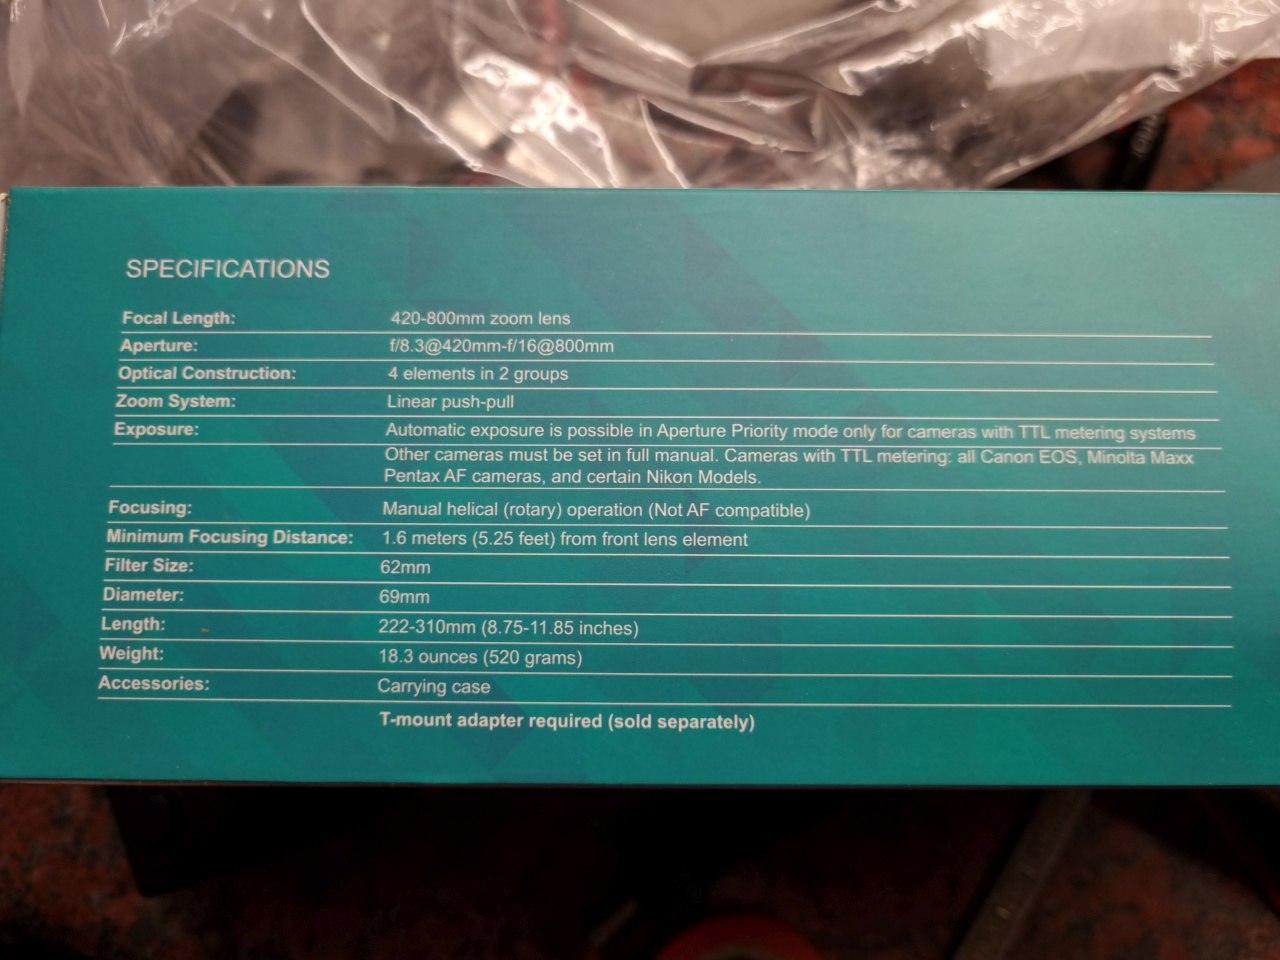 SPECIFICATIONS
Focal Length: 420-800mm zoom lens
Aperture: f/8.3@420mm-f/16@800mm
Optical Construction: 4 elements in 2 groups
Zoom System: Linear push-pull
Exposure: Automatic exposure is possible in Aperture Priority mode only for cameras with TTL metering systems
Other cameras must be set in full manual. Cameras with TTL metering: all Canon EOS, Minolta Maxx
Pentax AF cameras, and certain Nikon Models.
Focusing: Manual helical (rotary) operation (Not AF compatible)
Minimum Focusing Distance: 1.6 meters (5.25 feet) from front lens element
Filter Size: 62mm
Diameter: 69mm
Length: 222-310mm (8.75-11.85 inches)
Weight: 18.3 ounces (520 grams)
Accessories: Carrying case
T-mount adapter required (sold separately)